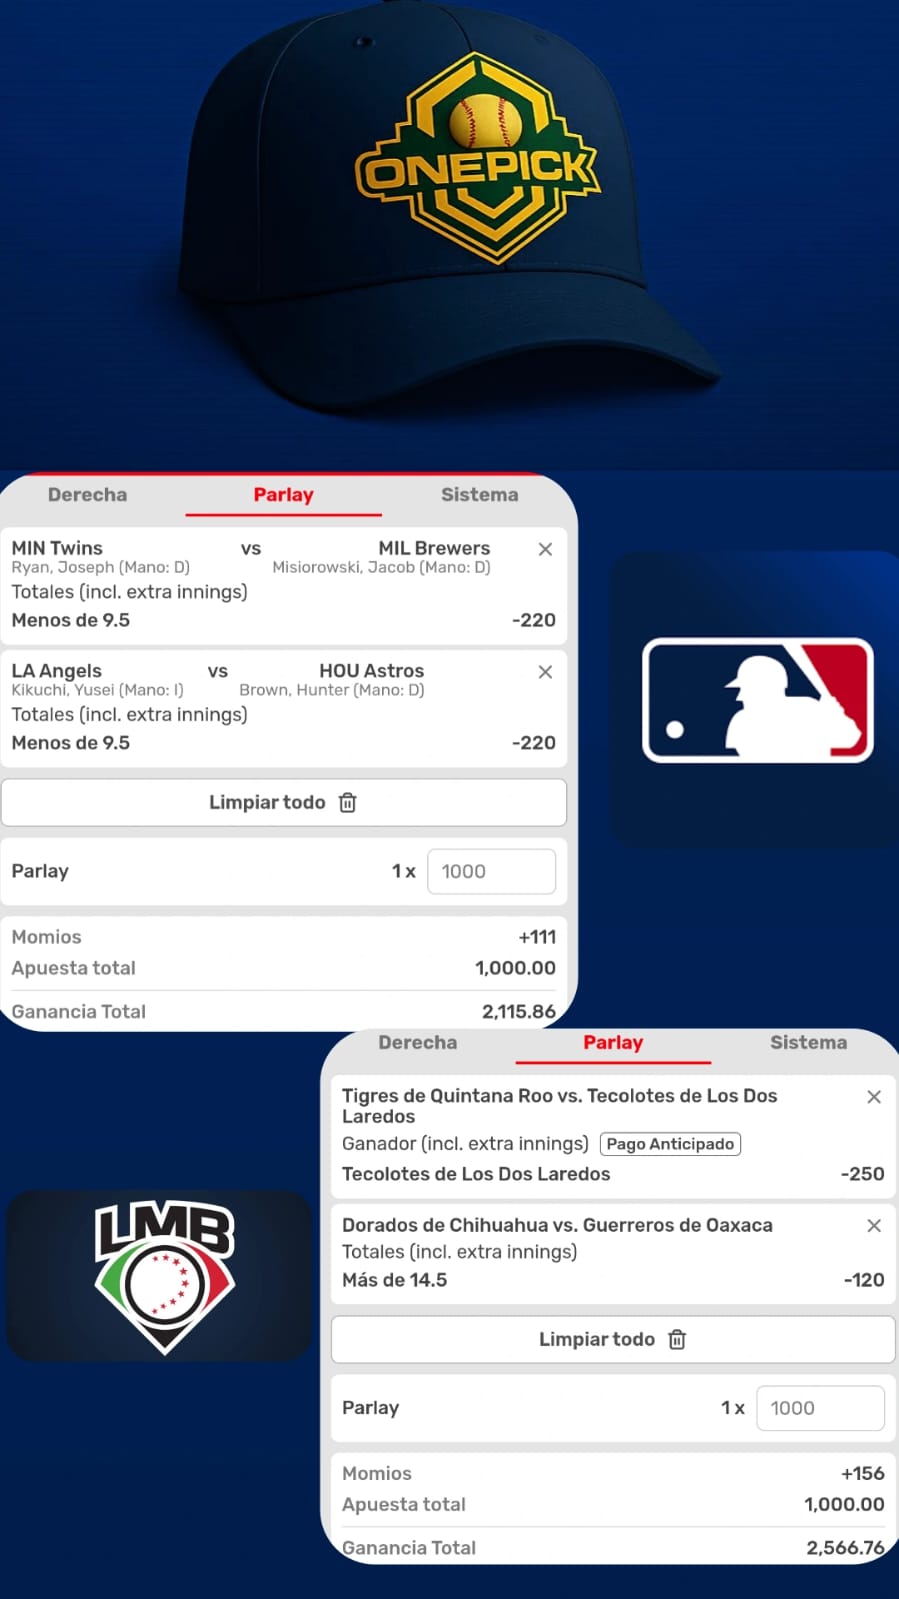 ONEPICK
Derecha Parlay Sistema
MIN Twins vs MIL Brewers
Ryan, Joseph (Mano: D) Misiorowski, Jacob (Mano: D)
Totales (incl. extra innings)
Menos de 9.5 -220
LA Angels vs HOU Astros
Kikuchi, Yusei (Mano: I) Brown, Hunter (Mano: D)
Totales (incl. extra innings)
Menos de 9.5 -220
Limpiar todo
Parlay 1 x 1000
Momios +111
Apuesta total 1,000.00
Ganancia Total 2,115.86
Derecha Parlay Sistema
Tigres de Quintana Roo vs. Tecolotes de Los Dos
Laredos
Ganador (incl. extra innings) Pago Anticipado
Tecolotes de Los Dos Laredos -250
Dorados de Chihuahua vs. Guerreros de Oaxaca
Totales (incl. extra innings)
Más de 14.5 -120
LMB
Limpiar todo
Parlay 1 x 1000
Momios +156
Apuesta total 1,000.00
Ganancia Total 2,566.76